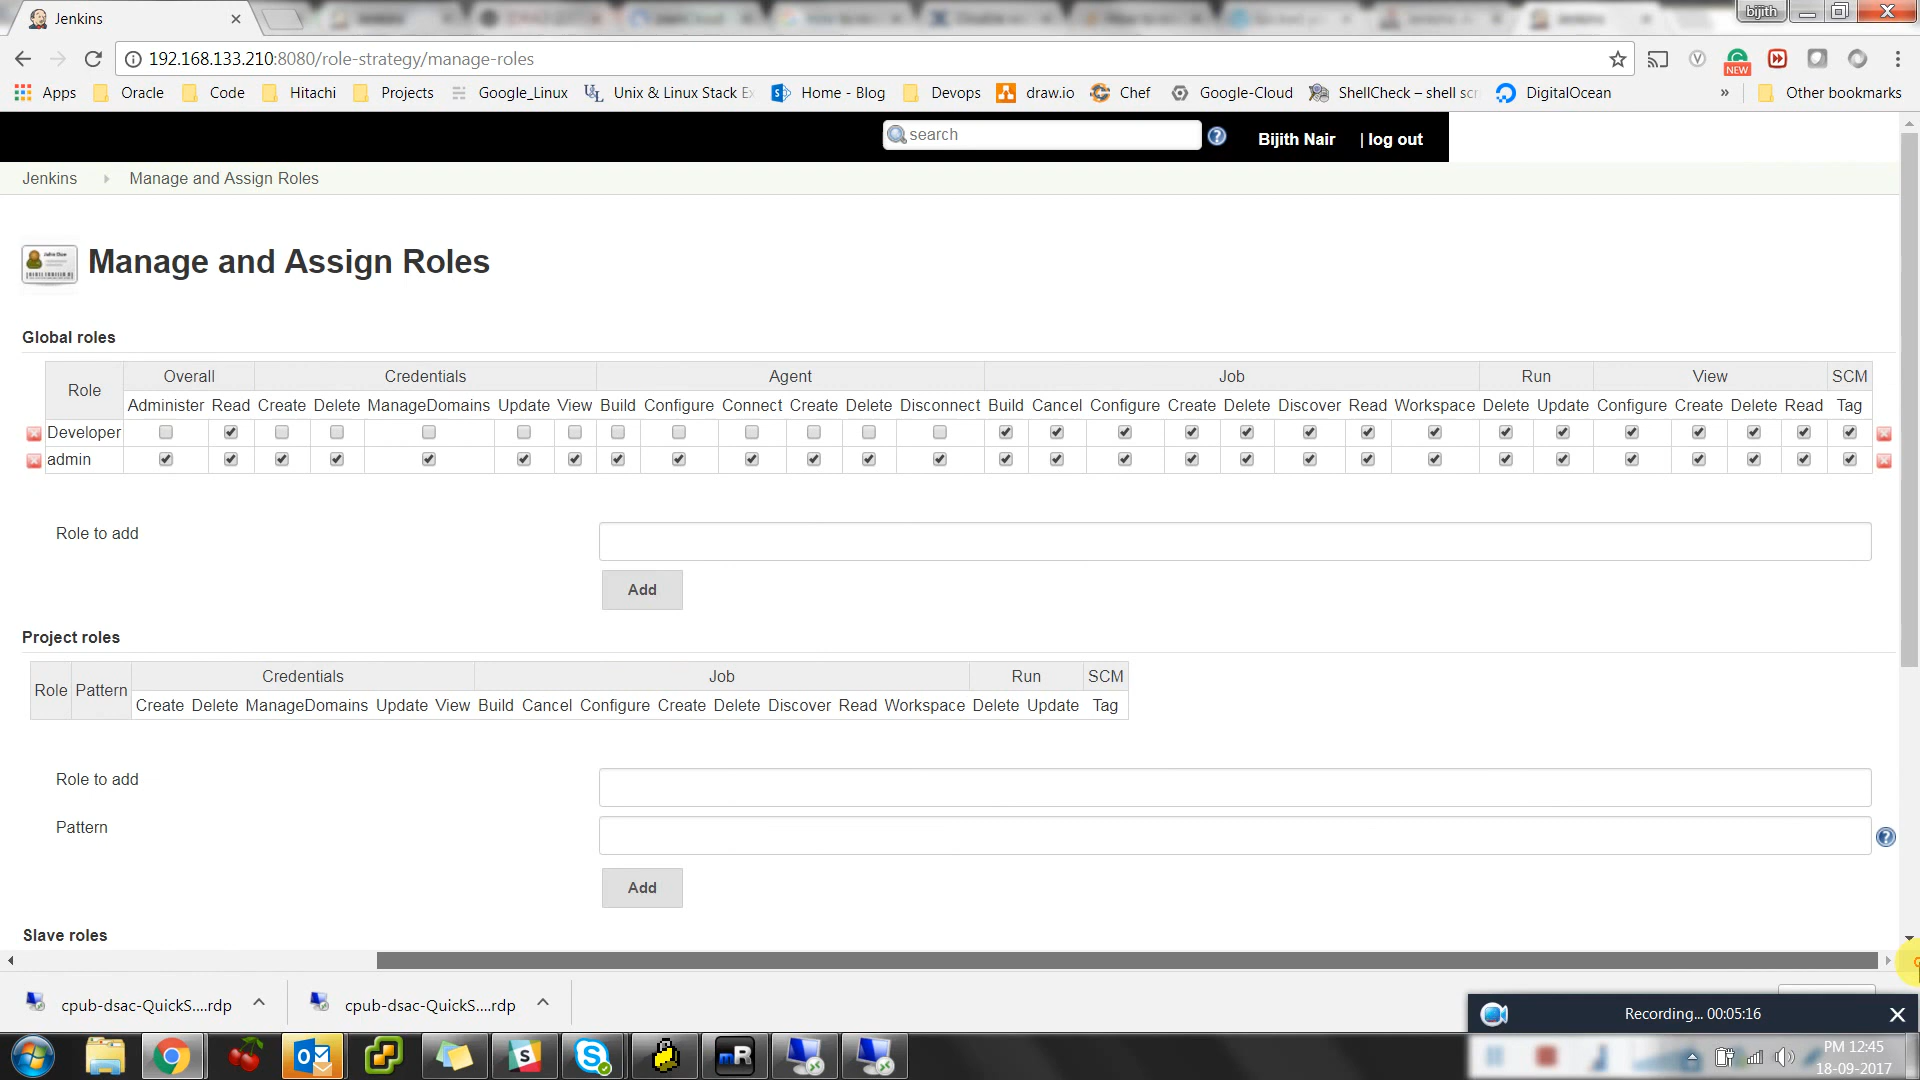 Jenkins
bijith
192.168.133.210:8080/role-strategy/manage-roles
NEW
Apps Oracle Code Hitachi Projects Google_Linux Unix & Linux Stack Ex Home - Blog Devops draw.io Chef Google-Cloud ShellCheck – shell scr DigitalOcean » Other bookmarks
search Bijith Nair | log out
Jenkins Manage and Assign Roles
Manage and Assign Roles
Global roles
Role Overall Credentials Agent Job Run View SCM
Administer Read Create Delete ManageDomains Update View Build Configure Connect Create Delete Disconnect Build Cancel Configure Create Delete Discover Read Workspace Delete Update Configure Create Delete Read Tag
Developer
admin
Role to add
Add
Project roles
Role Pattern Credentials Job Run SCM
Create Delete ManageDomains Update View Build Cancel Configure Create Delete Discover Read Workspace Delete Update Tag
Role to add
Pattern
Add
Slave roles
cpub-dsac-QuickS....rdp cpub-dsac-QuickS....rdp
Recording... 00:05:16
PM 12:45
18-09-2017